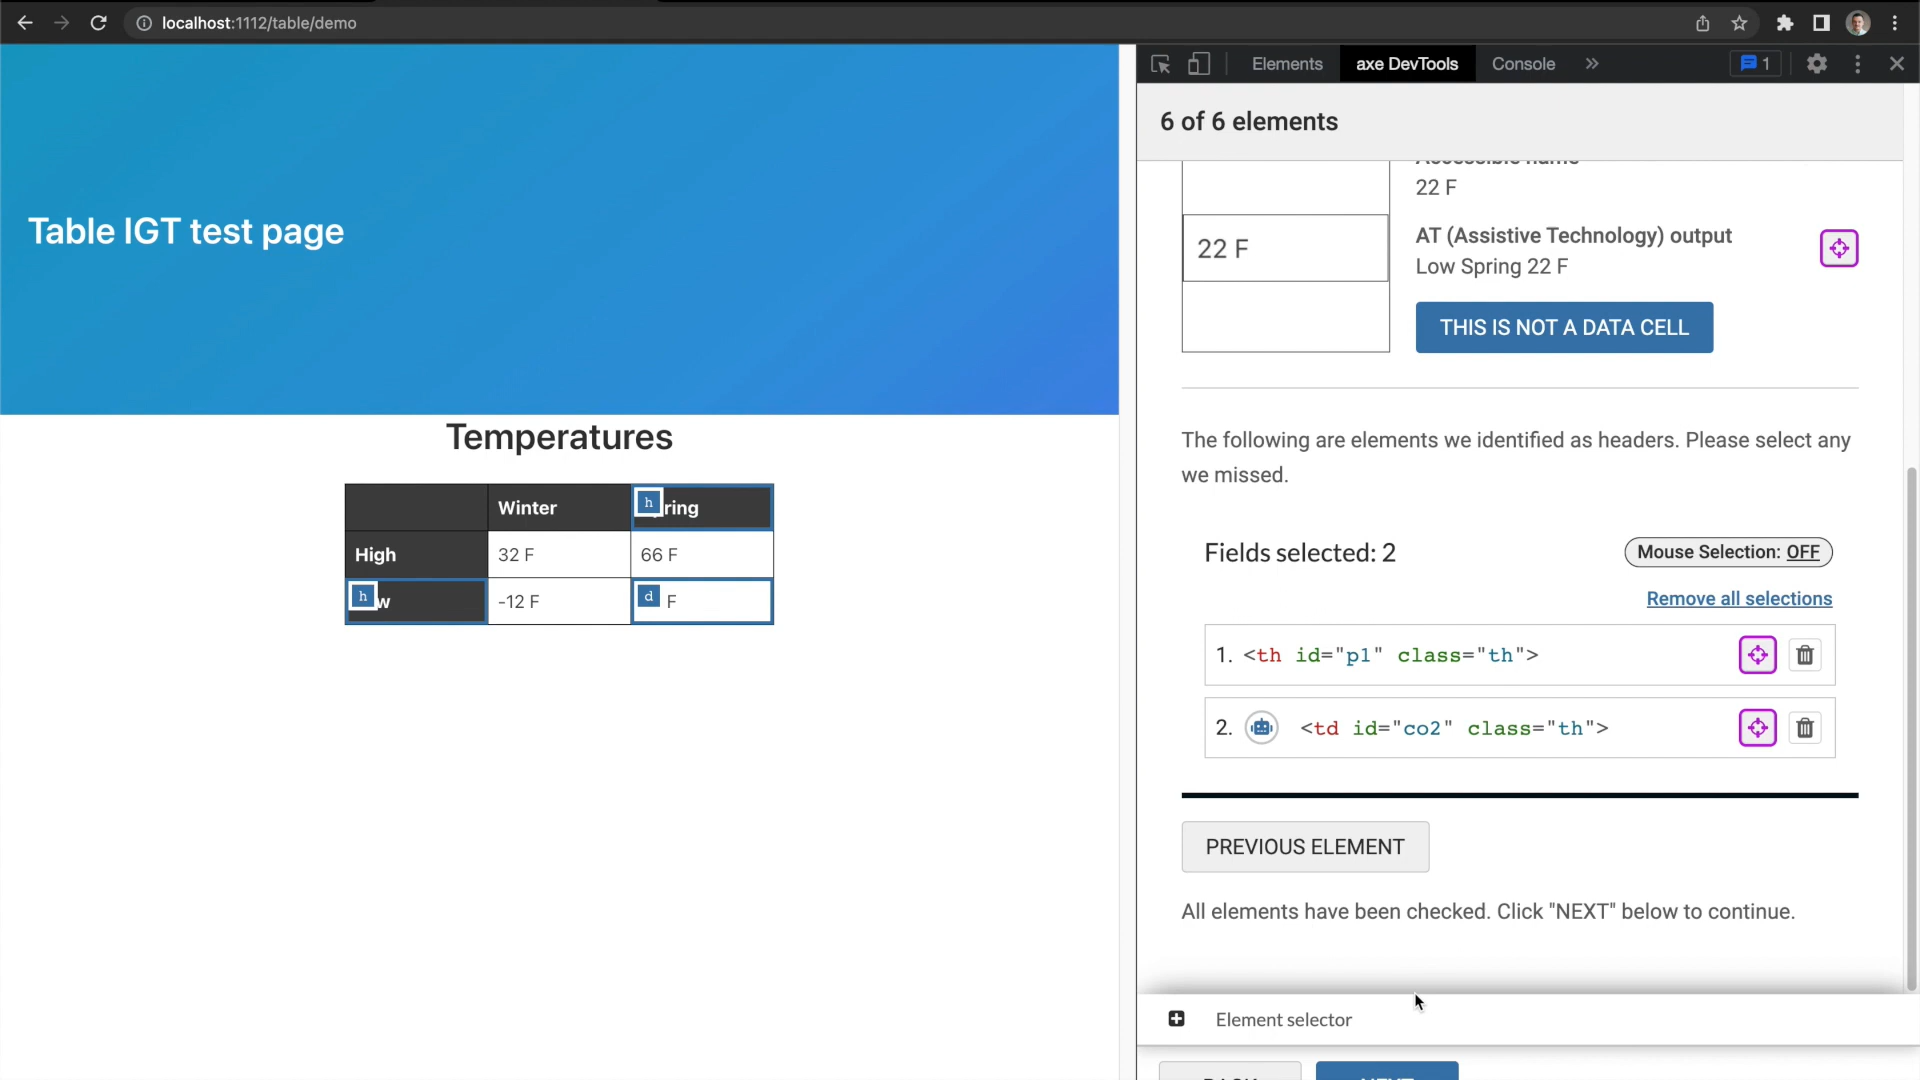 localhost:1112/table/demo
Elements
axe DevTools
Console
»
1
6 of 6 elements
Accessible name
22 F
22 F
AT (Assistive Technology) output
Low Spring 22 F
THIS IS NOT A DATA CELL
Table IGT test page
Temperatures
Winter
h
ring
High
32 F
66 F
h
w
-12 F
d
F
The following are elements we identified as headers. Please select any
we missed.
Fields selected: 2
Mouse Selection: OFF
Remove all selections
1. <th id="p1" class="th">
2. <td id="co2" class="th">
PREVIOUS ELEMENT
All elements have been checked. Click "NEXT" below to continue.
Element selector
BACK
NEXT